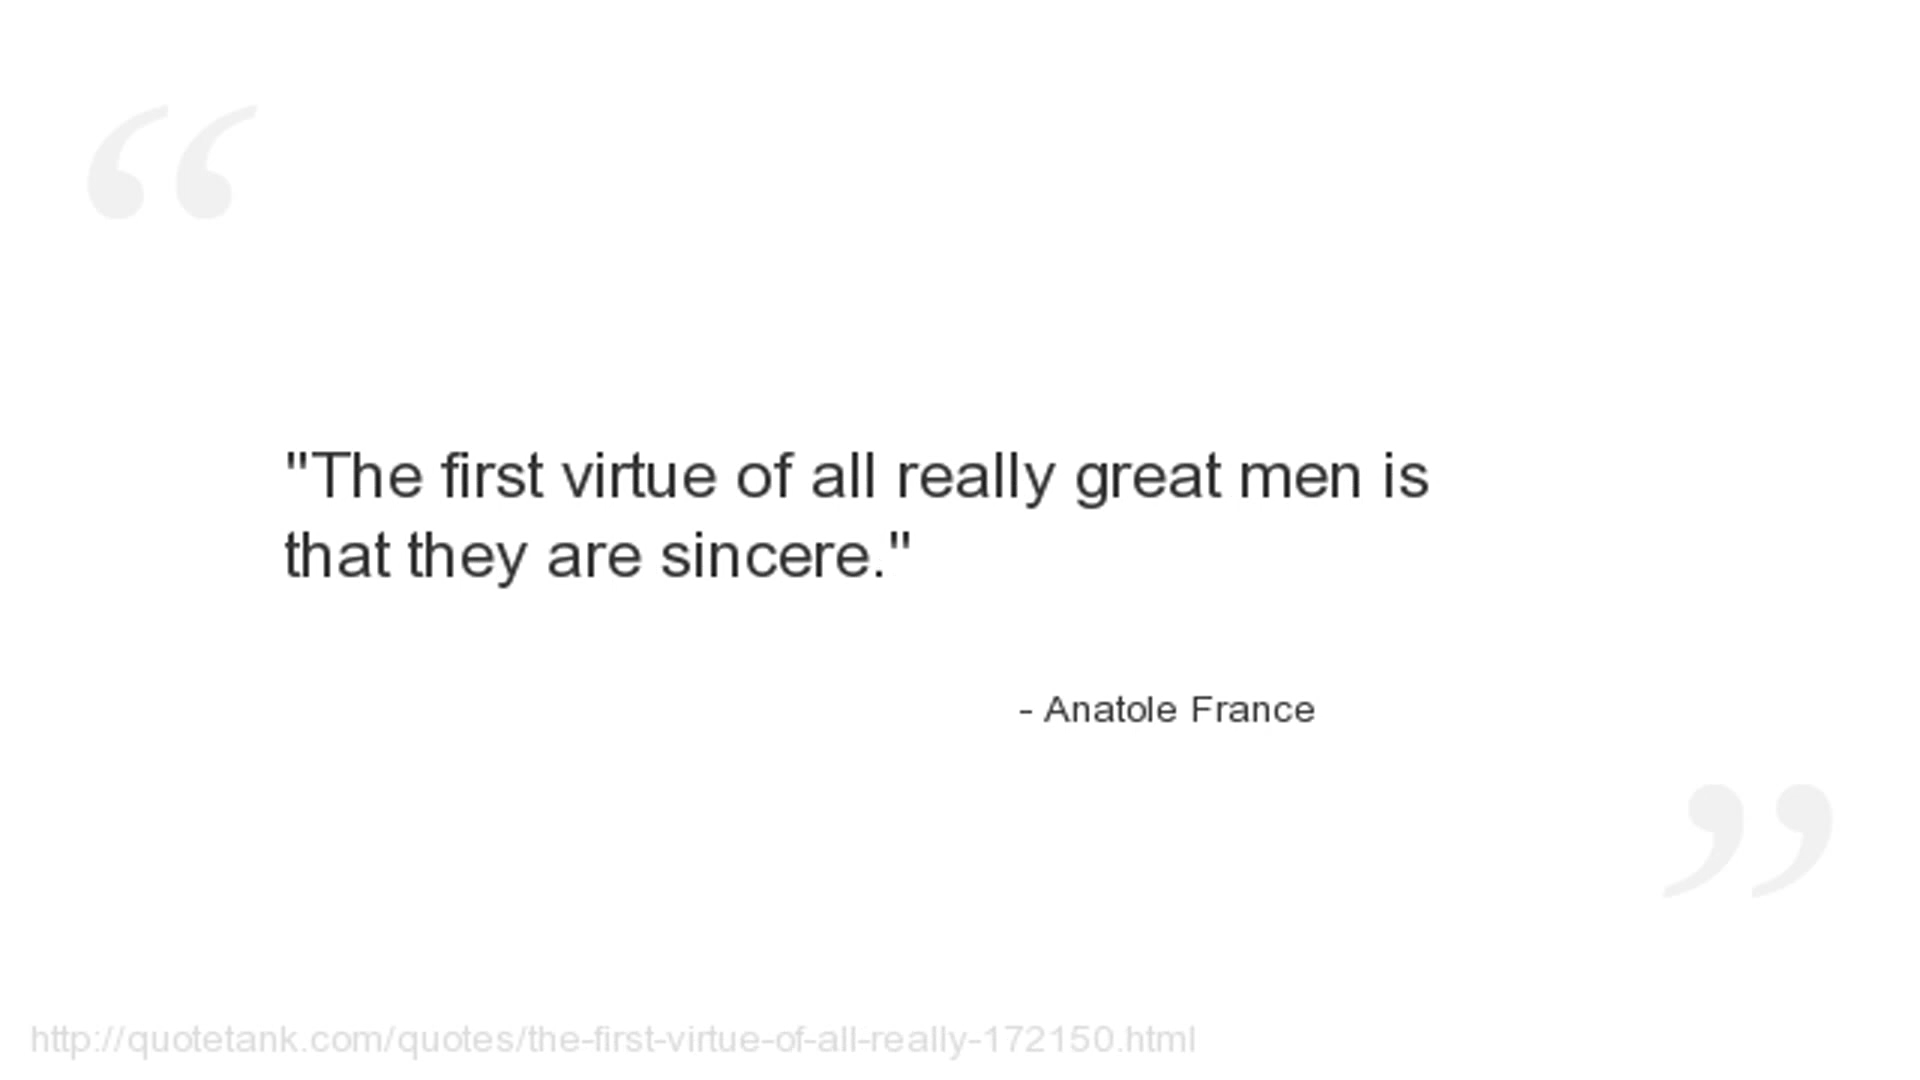 "The first virtue of all really great men is
that they are sincere."
- Anatole France
http://quotetank.com/quotes/the-first-virtue-of-all-really-172150.html